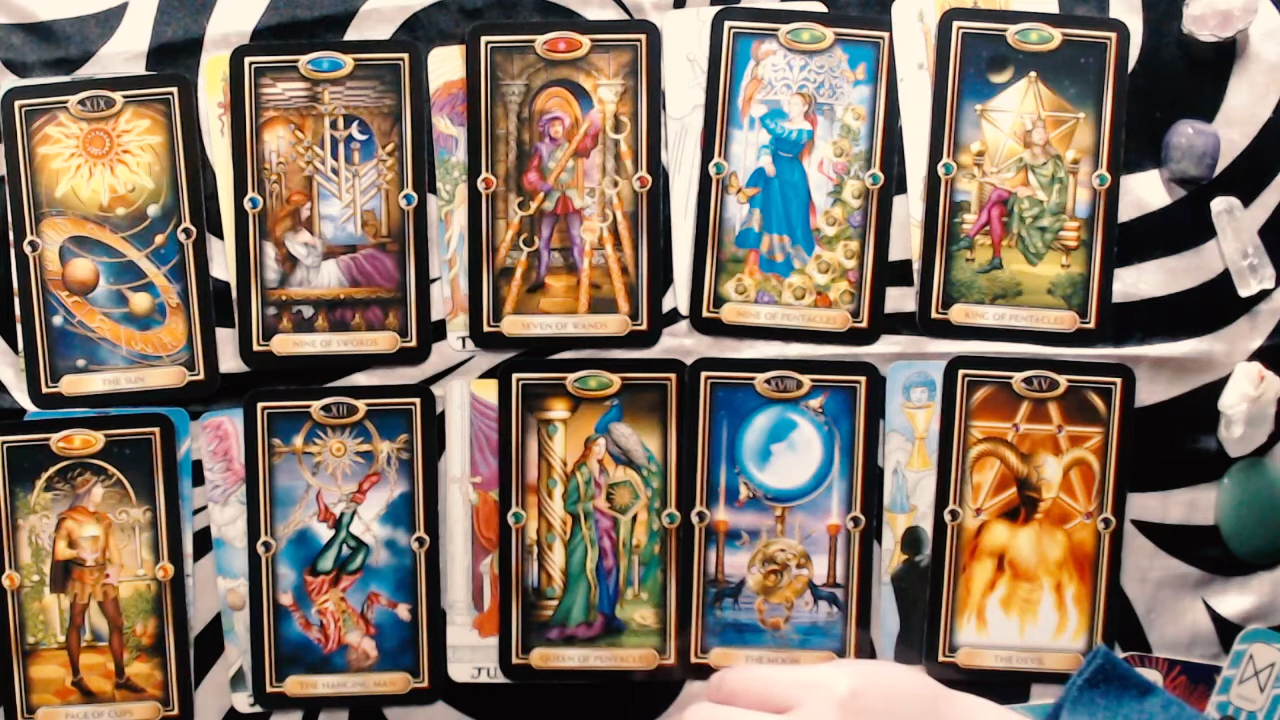 XIX
THE SUN
NINE OF SWORDS
SEVEN OF WANDS
NINE OF PENTACLES
KING OF PENTACLES
T
PAGE OF CUPS
XII
THE HANGING MAN
JU
QUEEN OF PENTACLES
XVIII
THE MOON
XV
THE DEVIL